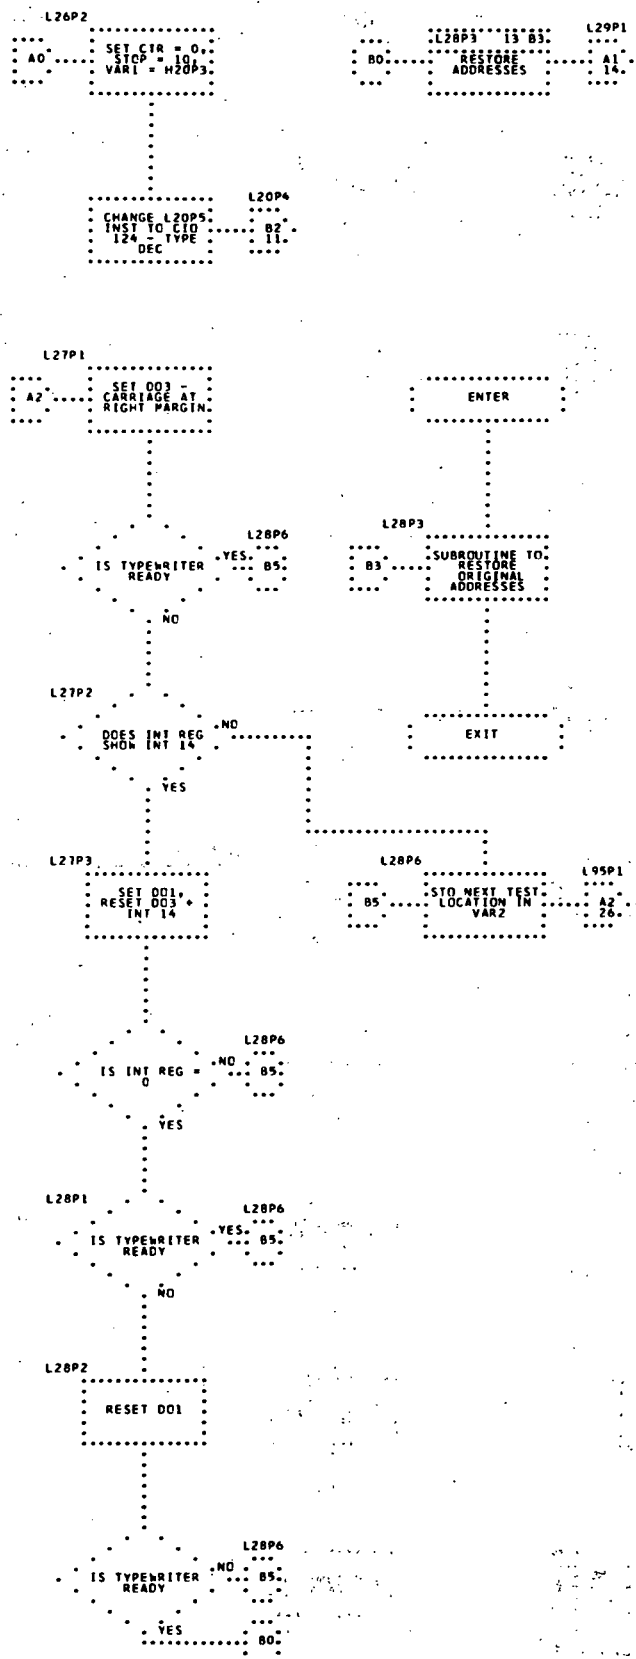 L26P2
A0
SET CTR = 0,
STOP = 10,
VAR1 = H20P3
CHANGE L20P5
INST TO CIO
124 - TYPE
DEC
L20P4
B2
11
L27P1
A2
SET DO3 -
CARRIAGE AT
RIGHT MARGIN
IS TYPEWRITER
READY
YES
L28P6
B5
NO
L27P2
DOES INT REG
SHOW INT 14
NO
YES
L27P3
SET DO1,
RESET DO3 +
INT 14
IS INT REG =
0
NO
L28P6
B5
YES
L28P1
IS TYPEWRITER
READY
YES
L28P6
B5
NO
L28P2
RESET DO1
IS TYPEWRITER
READY
NO
L28P6
B5
YES
B0
B0
L28P3 13 B3
RESTORE
ADDRESSES
L29P1
A1
14
ENTER
L28P3
B3
SUBROUTINE TO
RESTORE
ORIGINAL
ADDRESSES
EXIT
L28P6
B5
STO NEXT TEST
LOCATION IN
VAR2
L95P1
A2
26